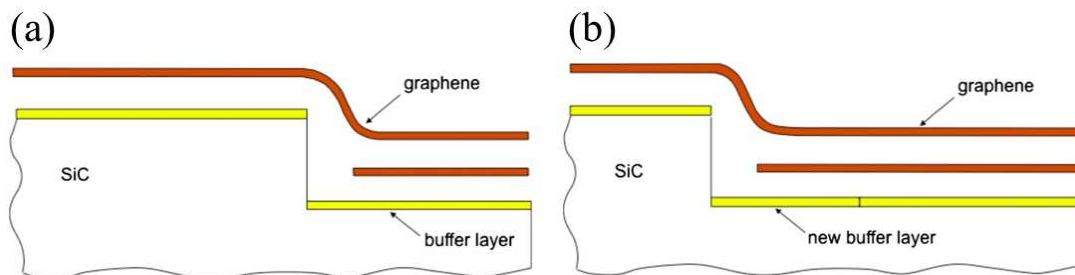 (a)
graphene
SiC
buffer layer
(b)
graphene
SiC
new buffer layer